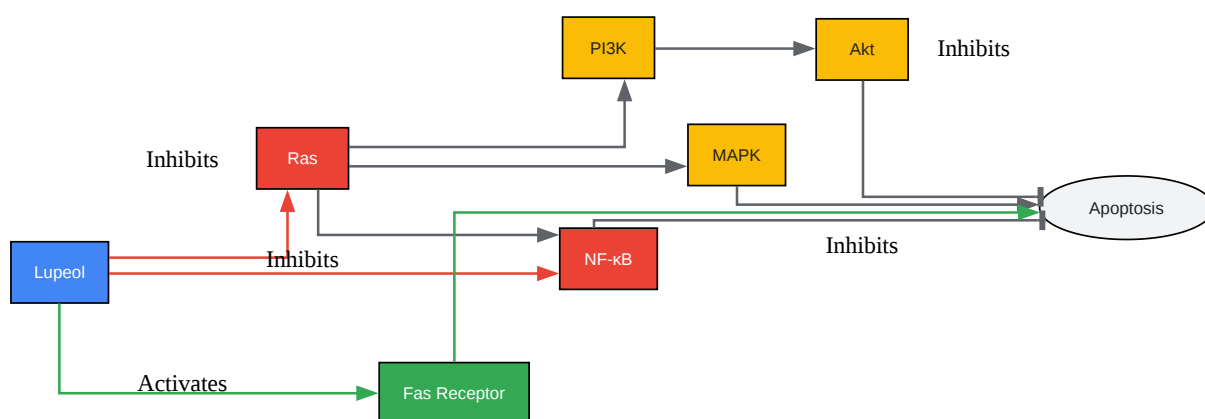 PI3K
Akt
Inhibits
Inhibits
Ras
MAPK
Apoptosis
Lupeol
Inhibits
NF-κB
Inhibits
Activates
Fas Receptor